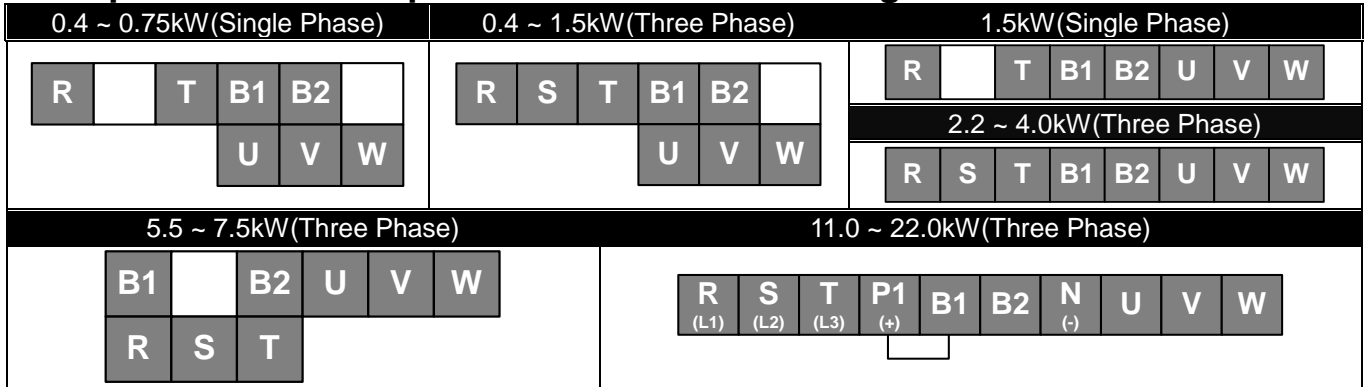 0.4 ~ 0.75kW(Single Phase)
R T B1 B2
U V W
0.4 ~ 1.5kW(Three Phase)
R S T B1 B2
U V W
1.5kW(Single Phase)
R T B1 B2 U V W
2.2 ~ 4.0kW(Three Phase)
R S T B1 B2 U V W
5.5 ~ 7.5kW(Three Phase)
B1 B2 U V W
R S T
11.0 ~ 22.0kW(Three Phase)
R S T P1 B1 B2 N U V W
(L1) (L2) (L3) (+) (-)